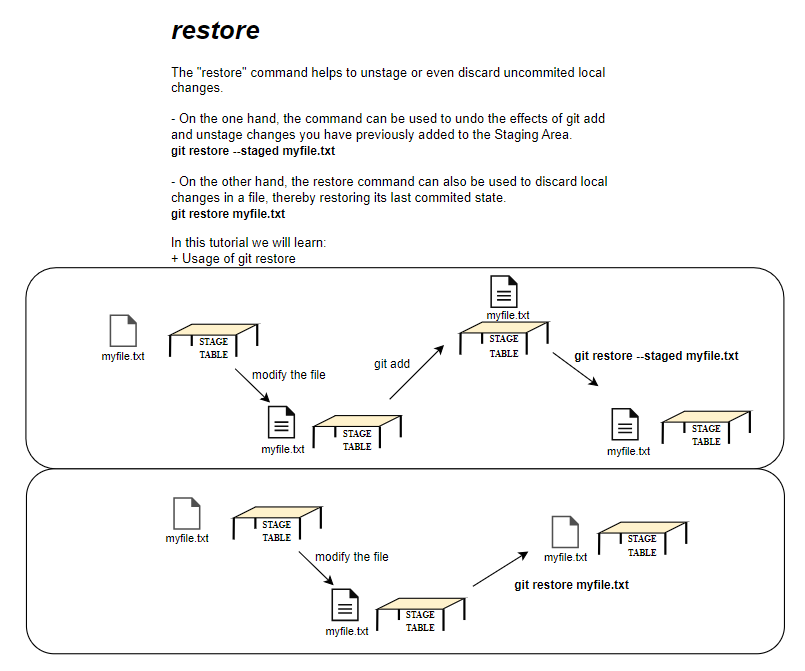 restore
The "restore" command helps to unstage or even discard uncommited local
changes.
- On the one hand, the command can be used to undo the effects of git add
and unstage changes you have previously added to the Staging Area.
git restore --staged myfile.txt
- On the other hand, the restore command can also be used to discard local
changes in a file, thereby restoring its last commited state.
git restore myfile.txt
In this tutorial we will learn:
+ Usage of git restore
myfile.txt
STAGE
TABLE
modify the file
myfile.txt
STAGE
TABLE
git add
myfile.txt
STAGE
TABLE
git restore --staged myfile.txt
myfile.txt
STAGE
TABLE
myfile.txt
STAGE
TABLE
modify the file
myfile.txt
STAGE
TABLE
git restore myfile.txt
myfile.txt
STAGE
TABLE